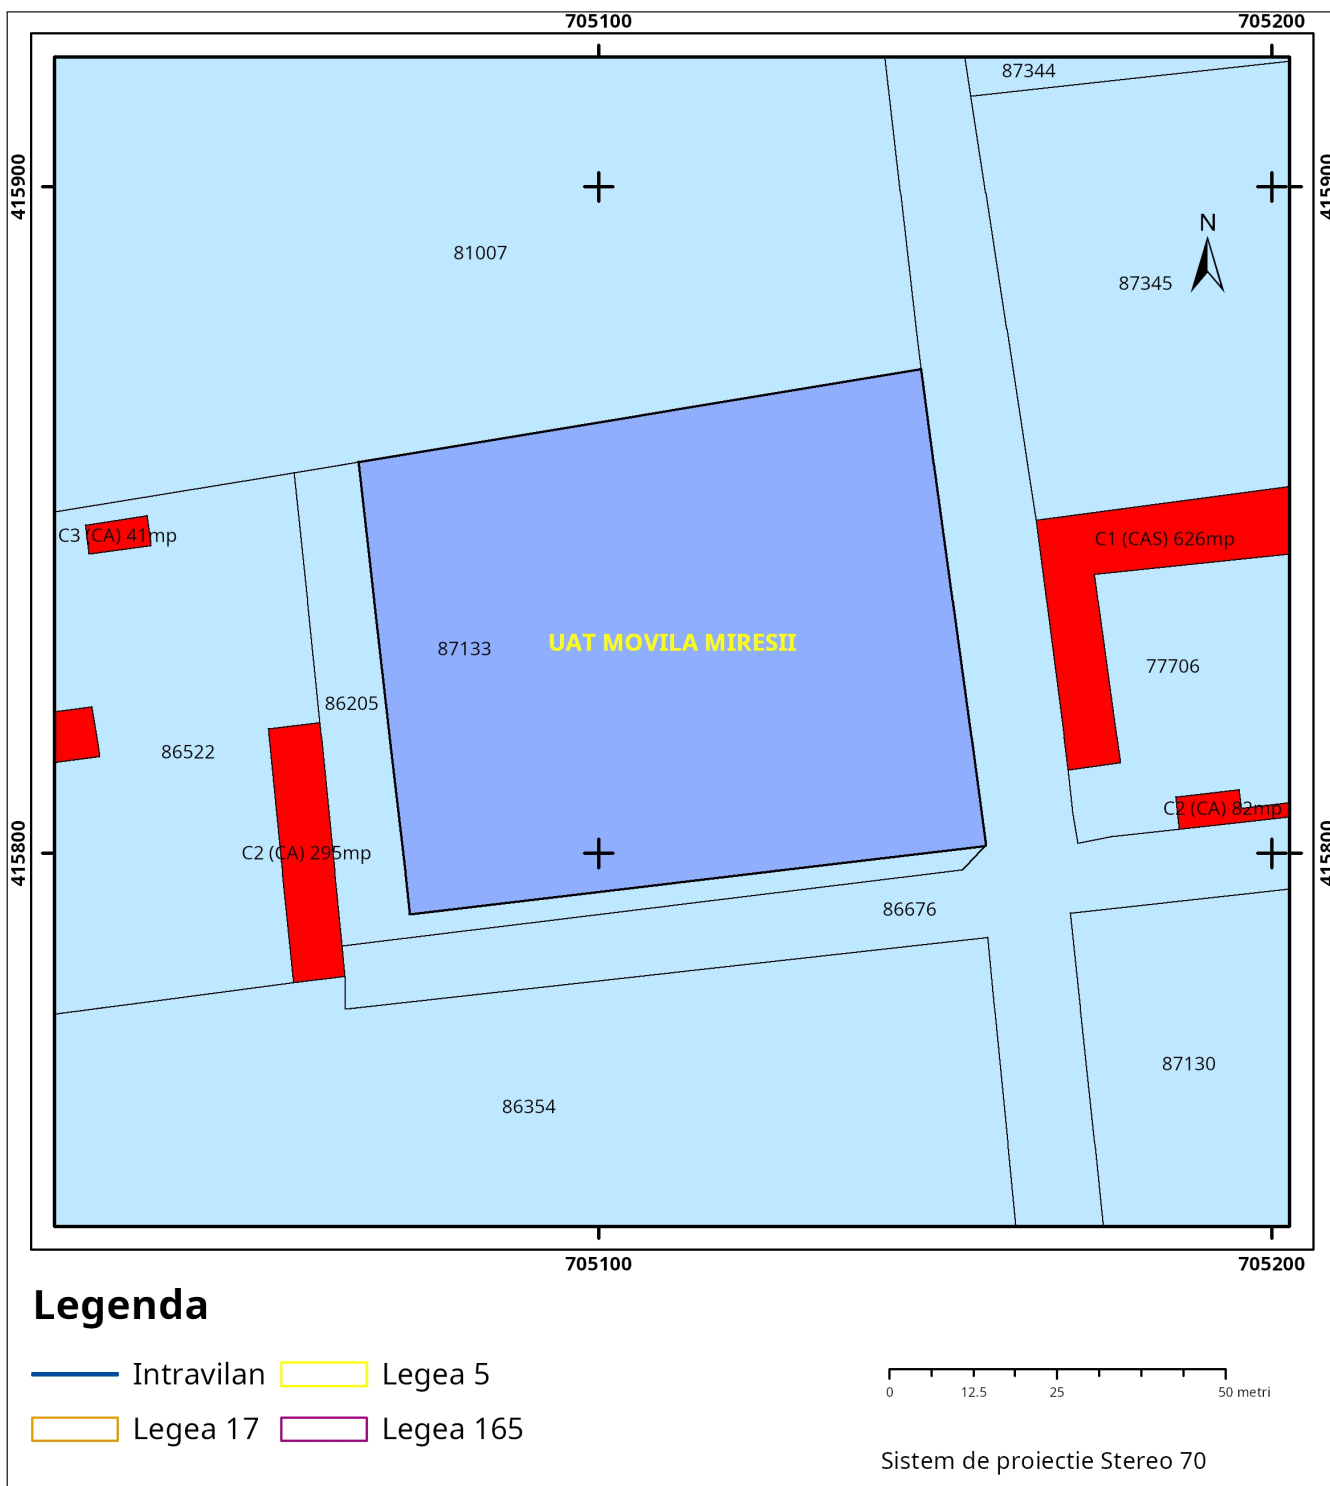 705100
705200
87344
415900
415900
N
81007
87345
C3 (CA) 41mp
C1 (CAS) 626mp
87133
UAT MOVILA MIRESII
77706
86205
86522
C2 (CA) 82mp
C2 (CA) 295mp
415800
415800
86676
87130
86354
705100
705200
Legenda
Intravilan
Legea 5
Legea 17
Legea 165
0
12.5
25
50 metri
Sistem de proiectie Stereo 70